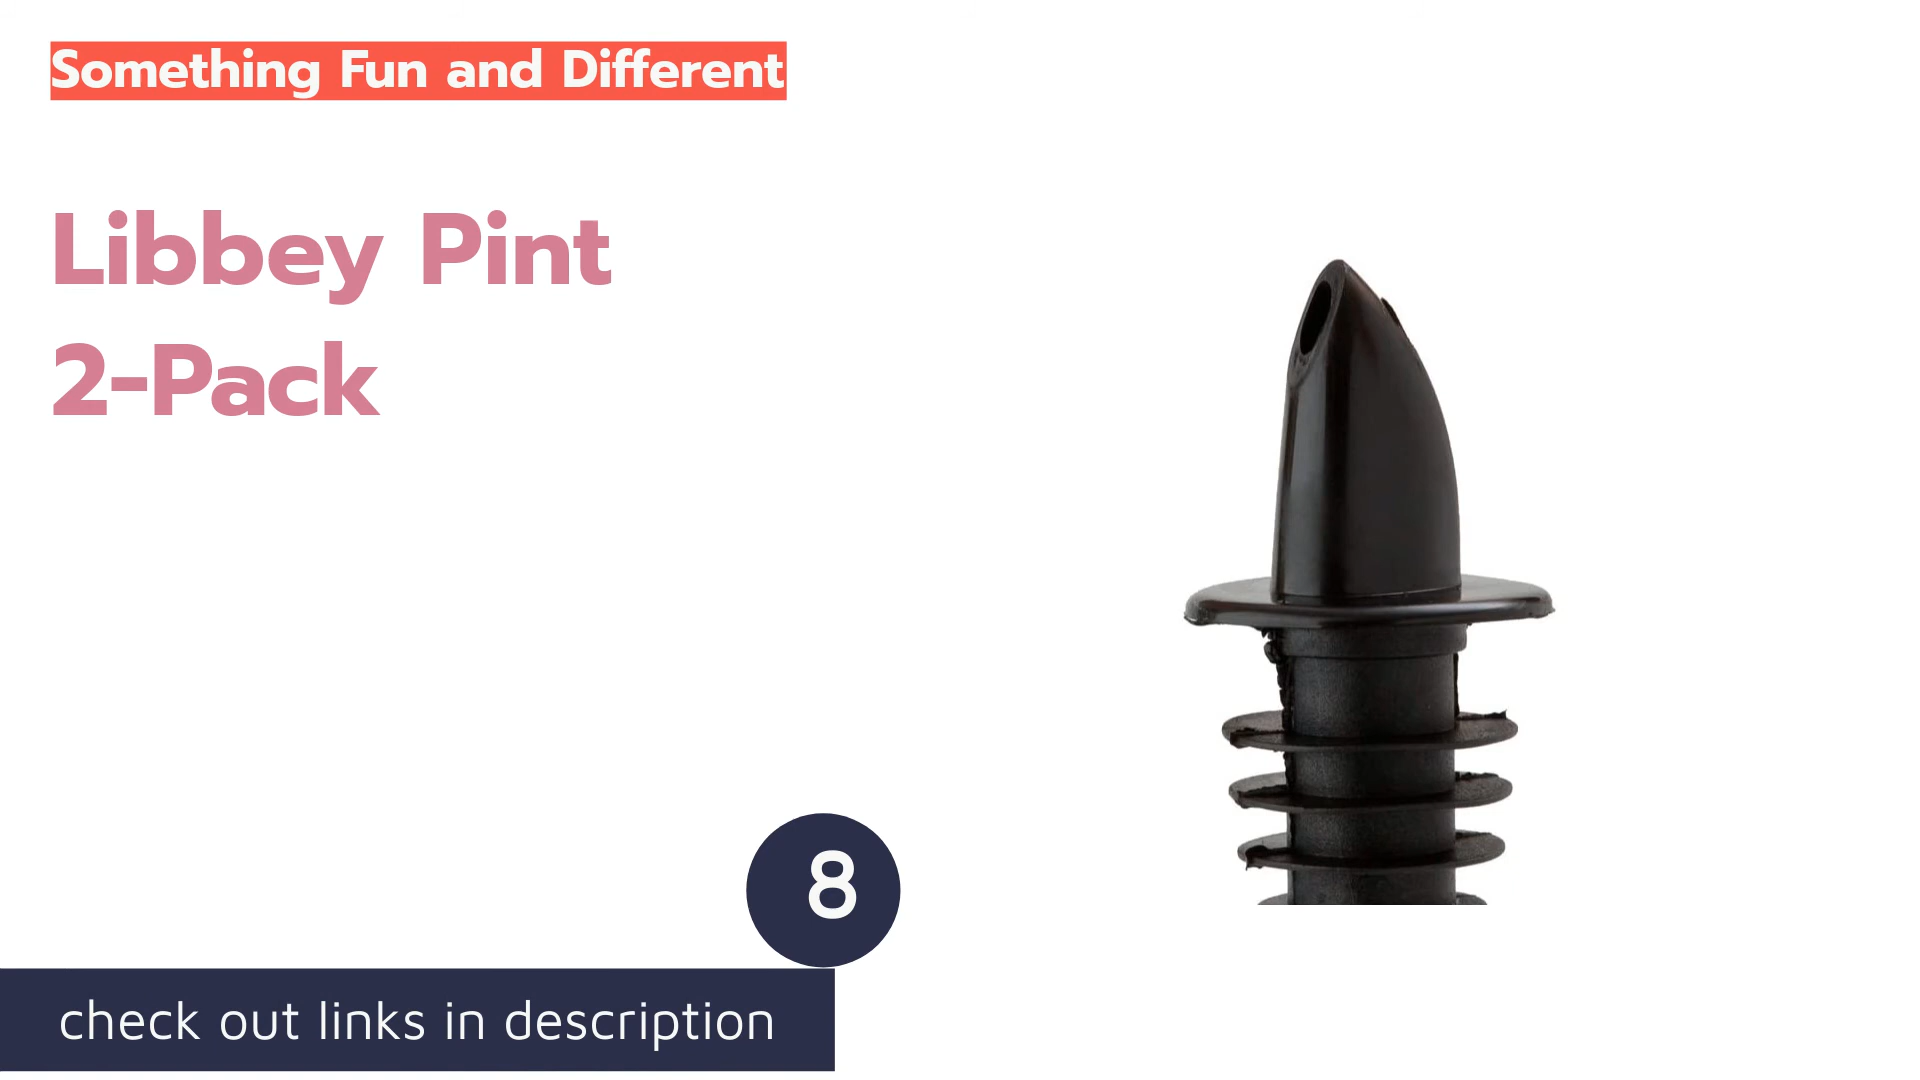 Something Fun and Different
Libbey Pint
2-Pack
8
check out links in description